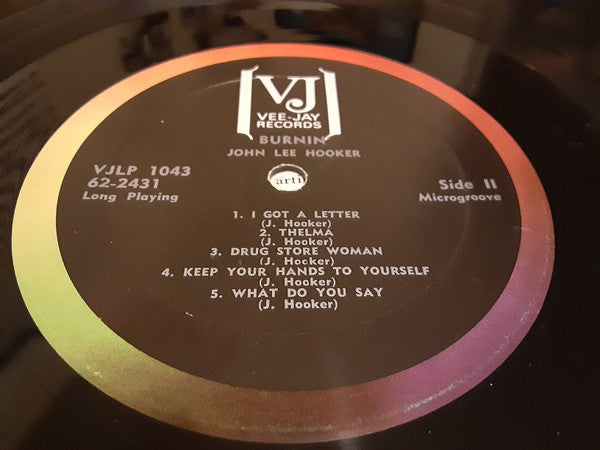 VJ
VEE-JAY
RECORDS
BURNIN
JOHN LEE HOOKER
VJLP 1043
62-2431
Long Playing
arti
Side II
Microgroove
1. I GOT A LETTER
(J. Hooker)
2. THELMA
(J. Hooker)
3. DRUG STORE WOMAN
(J. Hooker)
4. KEEP YOUR HANDS TO YOURSELF
(J. Hooker)
5. WHAT DO YOU SAY
(J. Hooker)